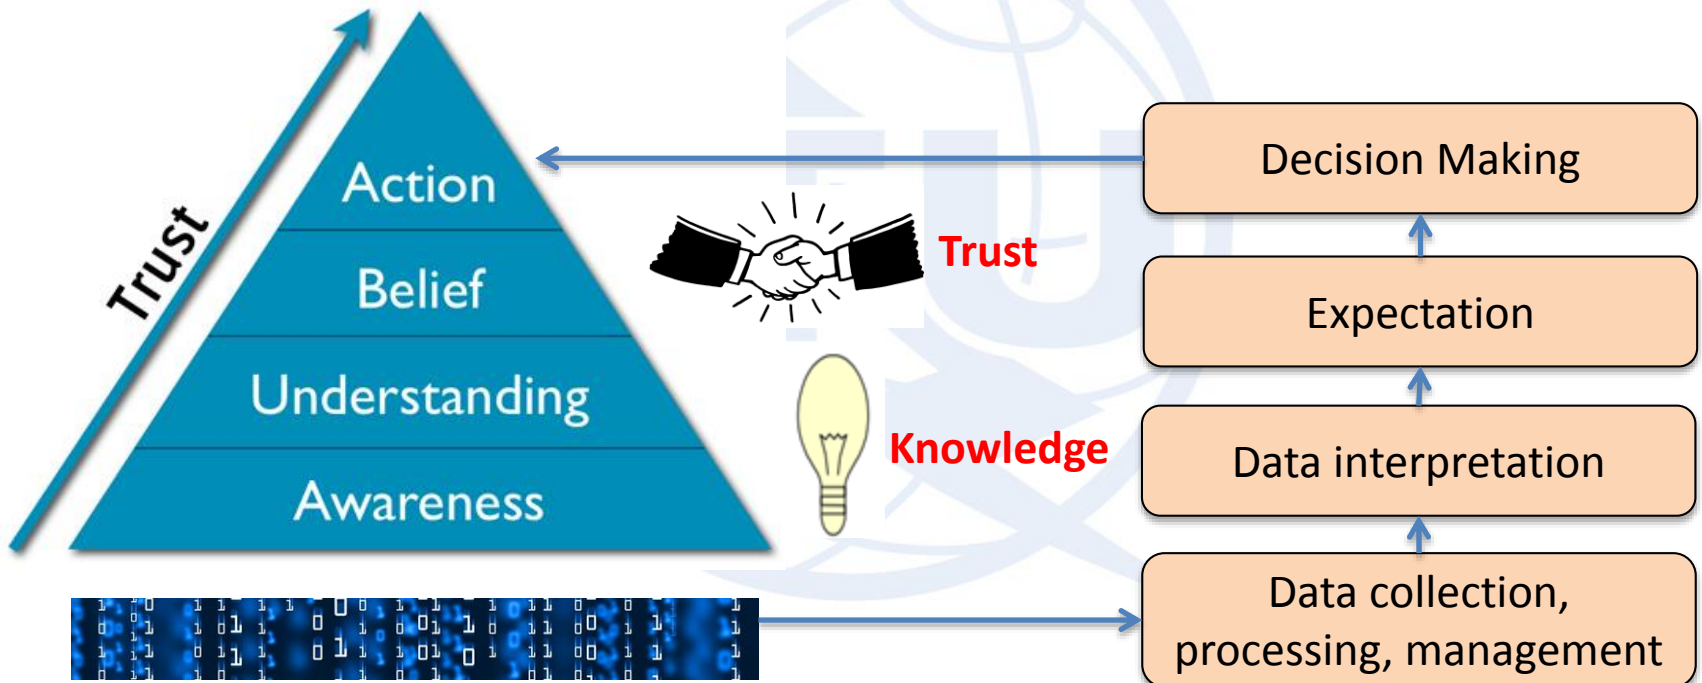 Trust
Action
Belief
Understanding
Awareness
Trust
Knowledge
Decision Making
Expectation
Data interpretation
Data collection,
processing, management